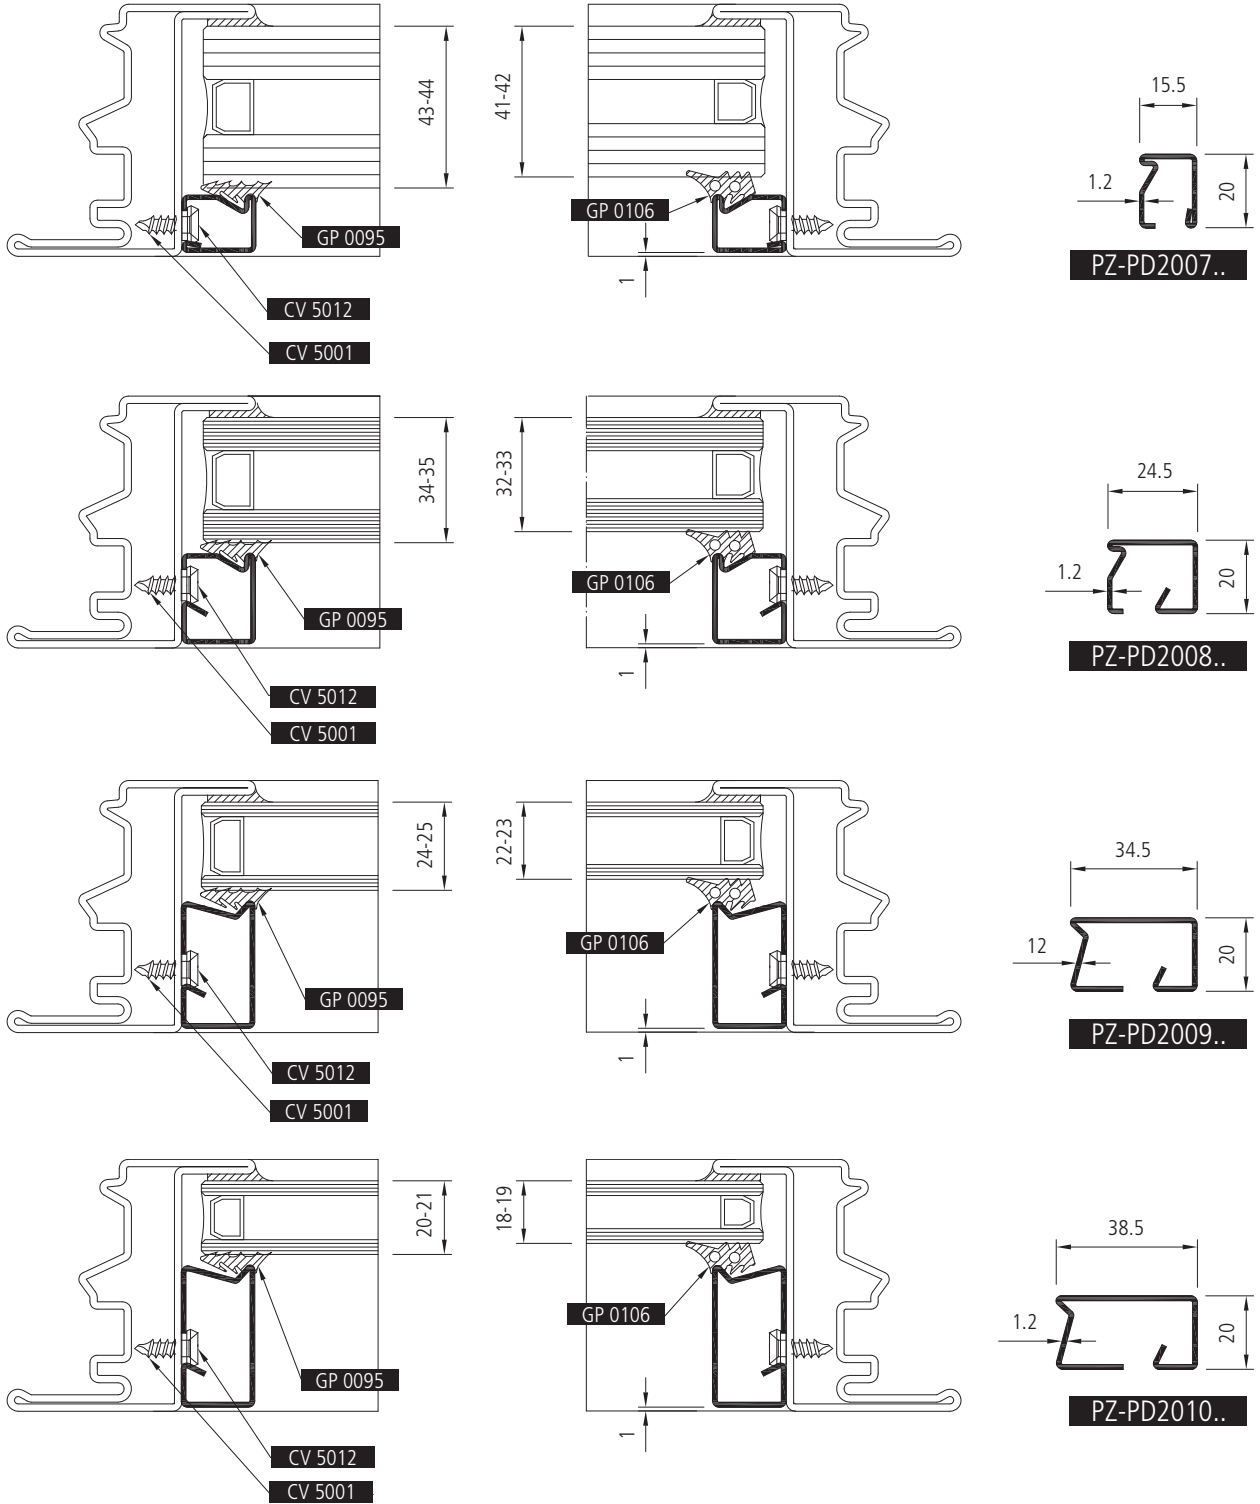 43-44
GP 0095
CV 5012
CV 5001
41-42
GP 0106
1
15.5
1.2
20
PZ-PD2007..
34-35
GP 0095
CV 5012
CV 5001
32-33
GP 0106
1
24.5
1.2
20
PZ-PD2008..
24-25
GP 0095
CV 5012
CV 5001
22-23
GP 0106
1
34.5
12
20
PZ-PD2009..
20-21
GP 0095
CV 5012
CV 5001
18-19
GP 0106
1
38.5
1.2
20
PZ-PD2010..